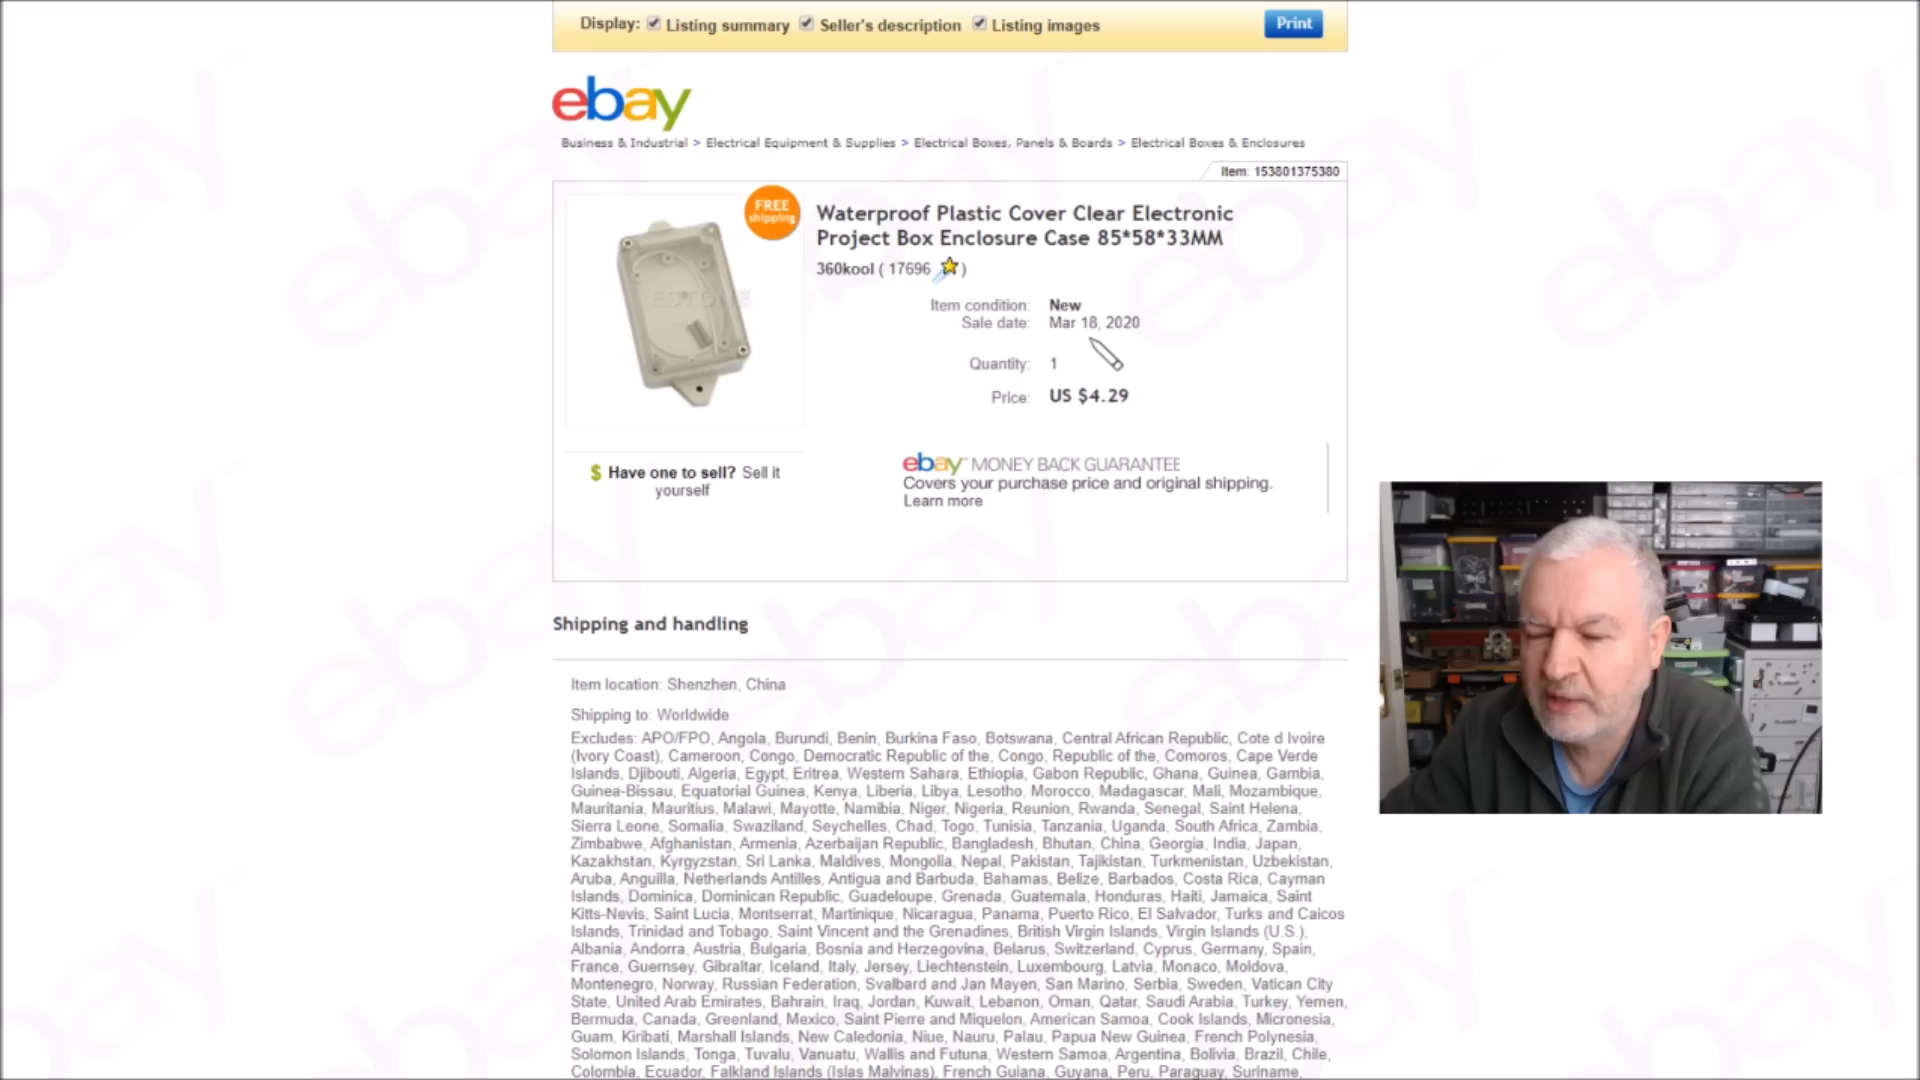 Display: Listing summary Seller's description Listing images Print
ebay
Business & Industrial > Electrical Equipment & Supplies > Electrical Boxes, Panels & Boards > Electrical Boxes & Enclosures
Item: 153801375380
FREE
shipping
Waterproof Plastic Cover Clear Electronic
Project Box Enclosure Case 85*58*33MM
360kool ( 17696 )
Item condition: New
Sale date: Mar 18, 2020
Quantity: 1
Price: US $4.29
$ Have one to sell? Sell it
yourself
ebay MONEY BACK GUARANTEE
Covers your purchase price and original shipping.
Learn more
Shipping and handling
Item location: Shenzhen, China
Shipping to: Worldwide
Excludes: APO/FPO, Angola, Burundi, Benin, Burkina Faso, Botswana, Central African Republic, Cote d Ivoire
(Ivory Coast), Cameroon, Congo, Democratic Republic of the, Congo, Republic of the, Comoros, Cape Verde
Islands, Djibouti, Algeria, Egypt, Eritrea, Western Sahara, Ethiopia, Gabon Republic, Ghana, Guinea, Gambia,
Guinea-Bissau, Equatorial Guinea, Kenya, Liberia, Libya, Lesotho, Morocco, Madagascar, Mali, Mozambique,
Mauritania, Mauritius, Malawi, Mayotte, Namibia, Niger, Nigeria, Reunion, Rwanda, Senegal, Saint Helena,
Sierra Leone, Somalia, Swaziland, Seychelles, Chad, Togo, Tunisia, Tanzania, Uganda, South Africa, Zambia,
Zimbabwe, Afghanistan, Armenia, Azerbaijan Republic, Bangladesh, Bhutan, China, Georgia, India, Japan,
Kazakhstan, Kyrgyzstan, Sri Lanka, Maldives, Mongolia, Nepal, Pakistan, Tajikistan, Turkmenistan, Uzbekistan,
Aruba, Anguilla, Netherlands Antilles, Antigua and Barbuda, Bahamas, Belize, Barbados, Costa Rica, Cayman
Islands, Dominica, Dominican Republic, Guadeloupe, Grenada, Guatemala, Honduras, Haiti, Jamaica, Saint
Kitts-Nevis, Saint Lucia, Montserrat, Martinique, Nicaragua, Panama, Puerto Rico, El Salvador, Turks and Caicos
Islands, Trinidad and Tobago, Saint Vincent and the Grenadines, British Virgin Islands, Virgin Islands (U.S.),
Albania, Andorra, Austria, Bulgaria, Bosnia and Herzegovina, Belarus, Switzerland, Cyprus, Germany, Spain,
France, Guernsey, Gibraltar, Iceland, Italy, Jersey, Liechtenstein, Luxembourg, Latvia, Monaco, Moldova,
Montenegro, Norway, Russian Federation, Svalbard and Jan Mayen, San Marino, Serbia, Sweden, Vatican City
State, United Arab Emirates, Bahrain, Iraq, Jordan, Kuwait, Lebanon, Oman, Qatar, Saudi Arabia, Turkey, Yemen,
Bermuda, Canada, Greenland, Mexico, Saint Pierre and Miquelon, American Samoa, Cook Islands, Micronesia,
Guam, Kiribati, Marshall Islands, New Caledonia, Niue, Nauru, Palau, Papua New Guinea, French Polynesia,
Solomon Islands, Tonga, Tuvalu, Vanuatu, Wallis and Futuna, Western Samoa, Argentina, Bolivia, Brazil, Chile,
Colombia, Ecuador, Falkland Islands (Islas Malvinas), French Guiana, Guyana, Peru, Paraguay, Suriname,